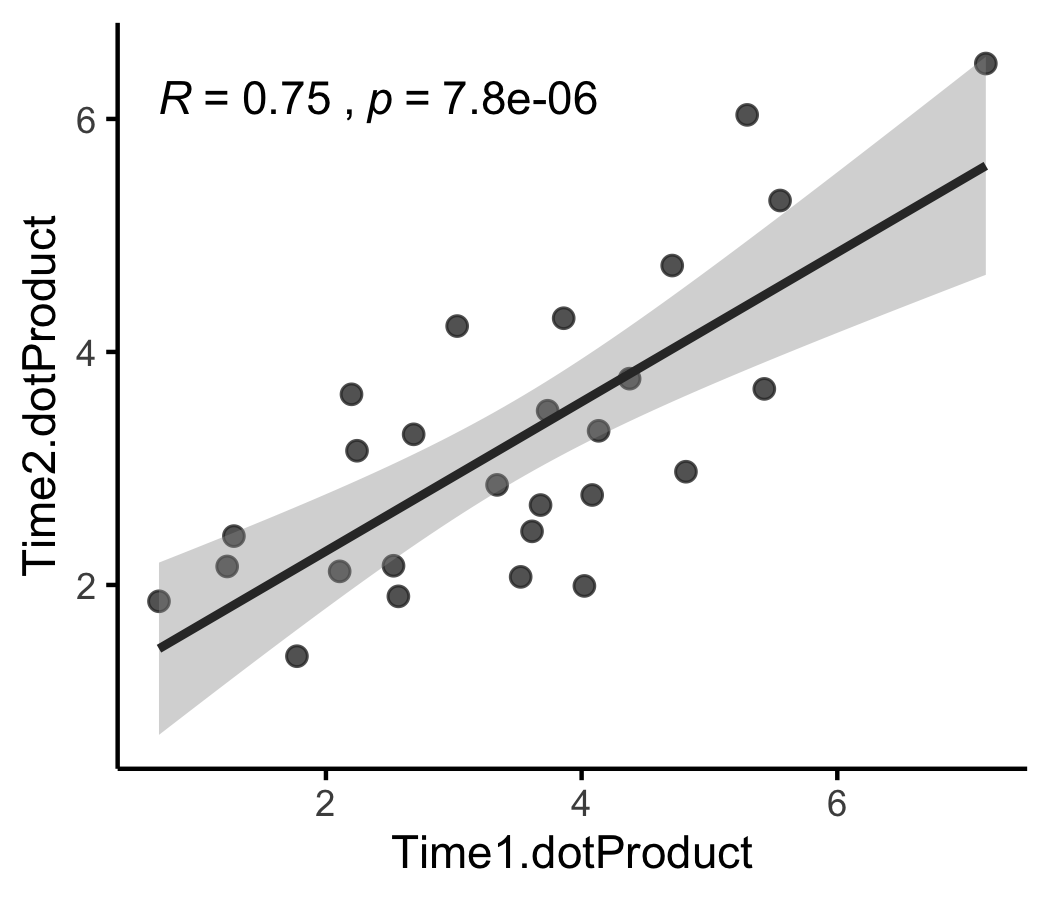 R = 0.75 , p = 7.8e-06
6
4
2
Time2.dotProduct
2 4 6
Time1.dotProduct